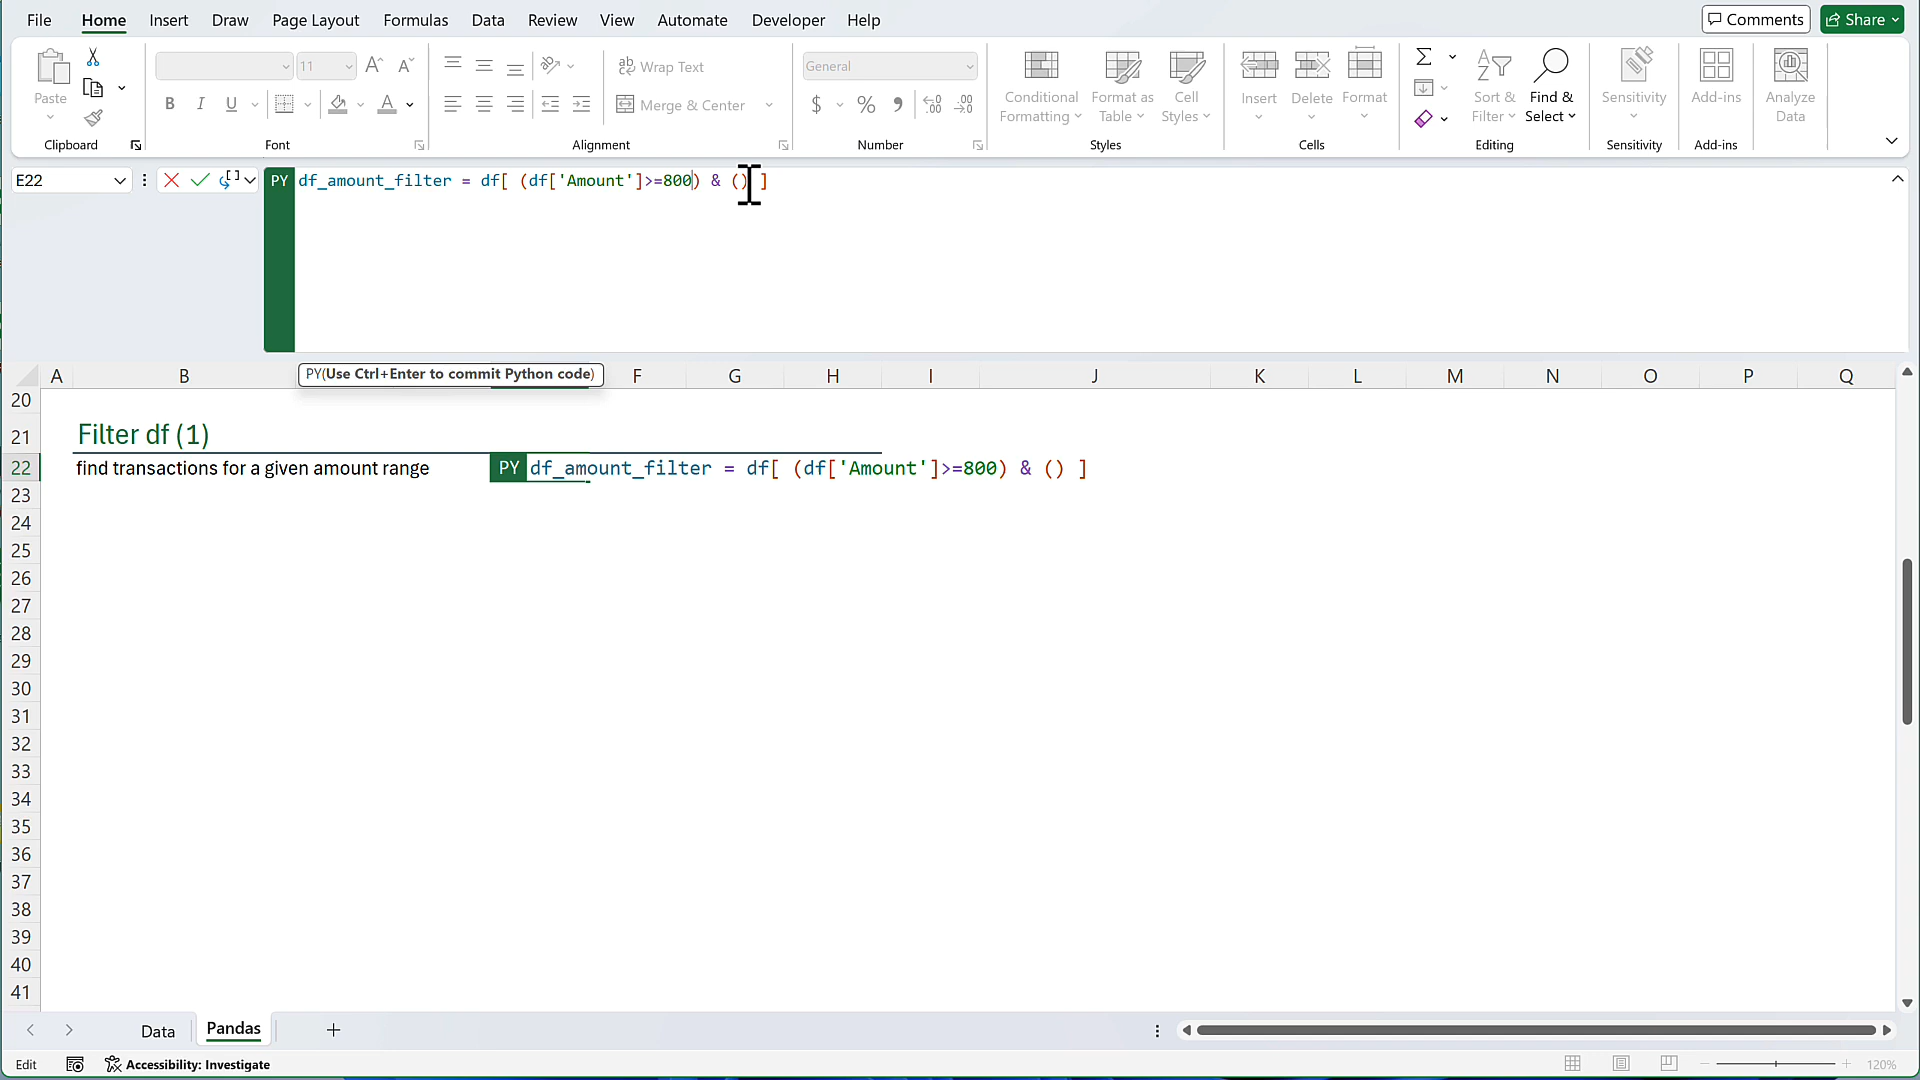 File Home Insert Draw Page Layout Formulas Data Review View Automate Developer Help Comments Share
Paste
11
Wrap Text
General
Conditional Formatting
Format as Table
Cell Styles
Insert
Delete
Format
Sort & Filter
Find & Select
Sensitivity
Add-ins
Analyze Data
B I U
Merge & Center
$ % 9
Clipboard Font Alignment Number Styles Cells Editing Sensitivity Add-ins
E22 PY df_amount_filter = df[ (df['Amount']>=800) & () ]
PY(Use Ctrl+Enter to commit Python code)
A B F G H I J K L M N O P Q
20
21 Filter df (1)
22 find transactions for a given amount range PY df_amount_filter = df[ (df['Amount']>=800) & () ]
23
24
25
26
27
28
29
30
31
32
33
34
35
36
37
38
39
40
41
Data Pandas
Edit Accessibility: Investigate 120%